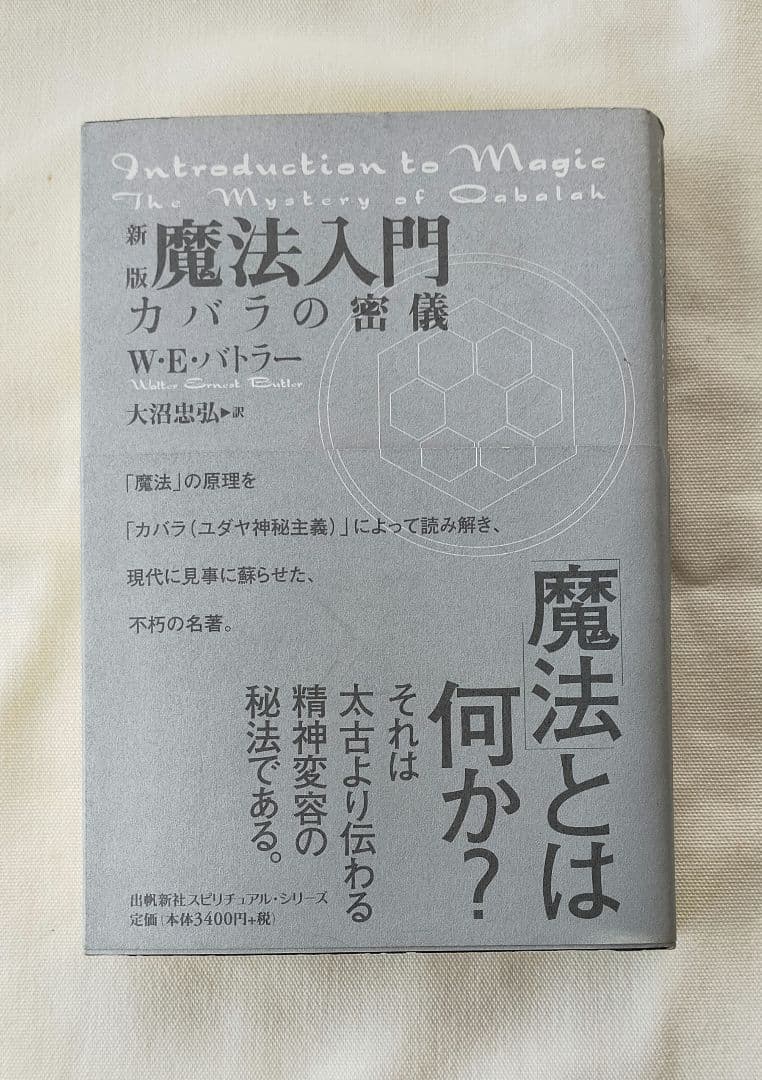 Introduction to Magic
The Mystery of Qabalah
新版 魔法入門
カバラの密儀
W・E・バトラー
Walter Ernest Butler
大沼忠弘▶訳
「魔法」の原理を
「カバラ(ユダヤ神秘主義)」によって読み解き、
現代に見事に蘇らせた、
不朽の名著。
「魔法」とは
何か?
それは
太古より伝わる
精神変容の
秘法である。
出帆新社スピリチュアル・シリーズ
定価(本体3400円+税)